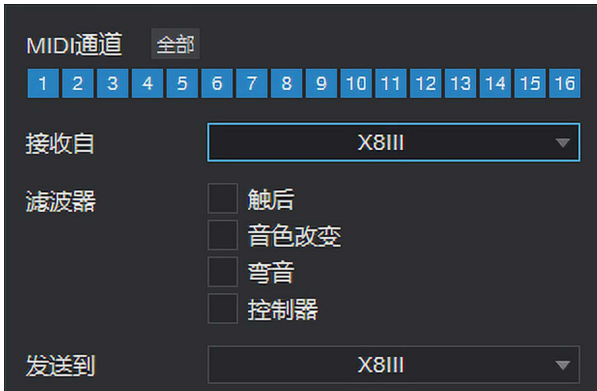 MIDI通道 全部
1 2 3 4 5 6 7 8 9 10 11 12 13 14 15 16
接收自 X8III
滤波器 触后
音色改变
弯音
控制器
发送到 X8III